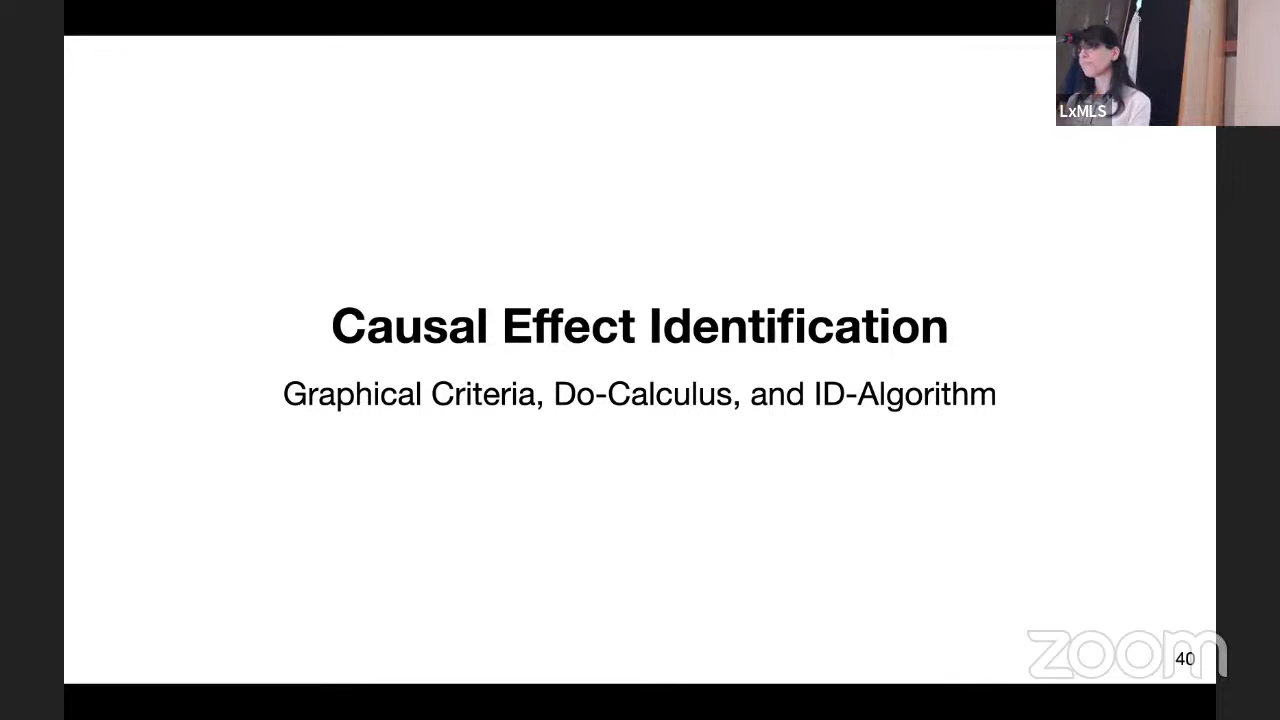 LxMLS
Causal Effect Identification
Graphical Criteria, Do-Calculus, and ID-Algorithm
zoom
40